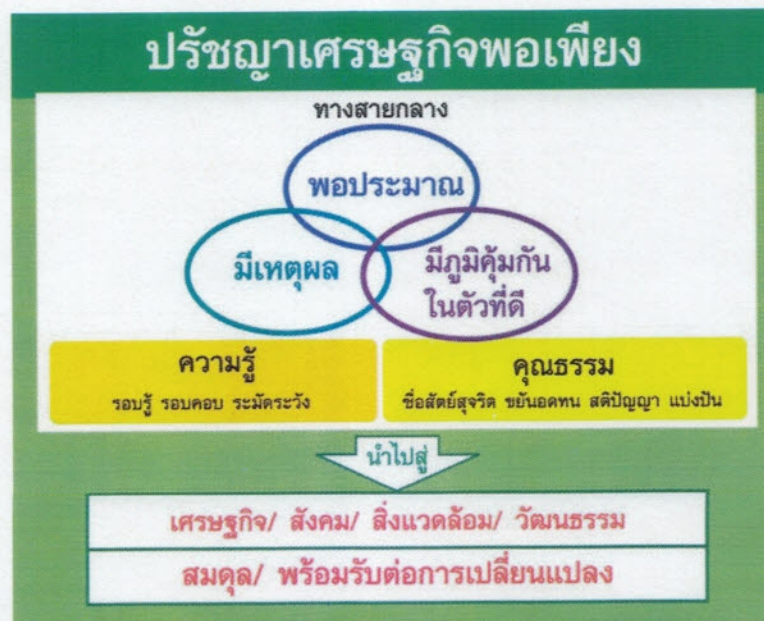 ปรัชญาเศรษฐกิจพอเพียง
ทางสายกลาง
พอประมาณ
มีเหตุผล
มีภูมิคุ้มกัน
ในตัวที่ดี
ความรู้
รอบรู้ รอบคอบ ระมัดระวัง
คุณธรรม
ซื่อสัตย์สุจริต ขยันอดทน สติปัญญา แบ่งปัน
นำไปสู่
เศรษฐกิจ/ สังคม/ สิ่งแวดล้อม/ วัฒนธรรม
สมดุล/ พร้อมรับต่อการเปลี่ยนแปลง